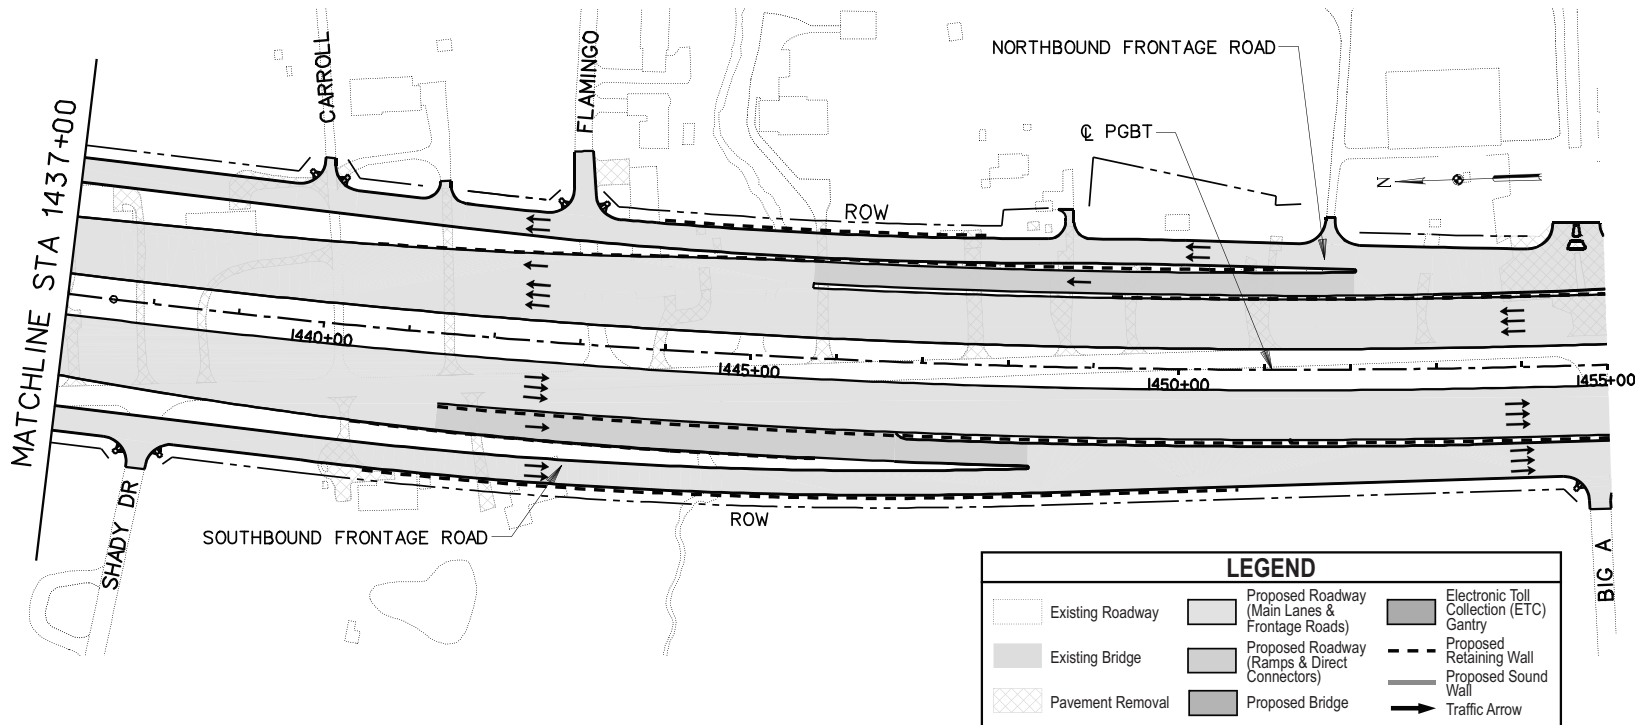 CARROLL
FLAMINGO
NORTHBOUND FRONTAGE ROAD
℄ PGBT
MATCHLINE STA 1437+00
N
ROW
1440+00
1445+00
1450+00
1455+00
SHADY DR
SOUTHBOUND FRONTAGE ROAD
ROW
BIG A
LEGEND
Existing Roadway
Existing Bridge
Pavement Removal
Proposed Roadway
(Main Lanes &
Frontage Roads)
Proposed Roadway
(Ramps & Direct
Connectors)
Proposed Bridge
Electronic Toll
Collection (ETC)
Gantry
Proposed
Retaining Wall
Proposed Sound
Wall
Traffic Arrow